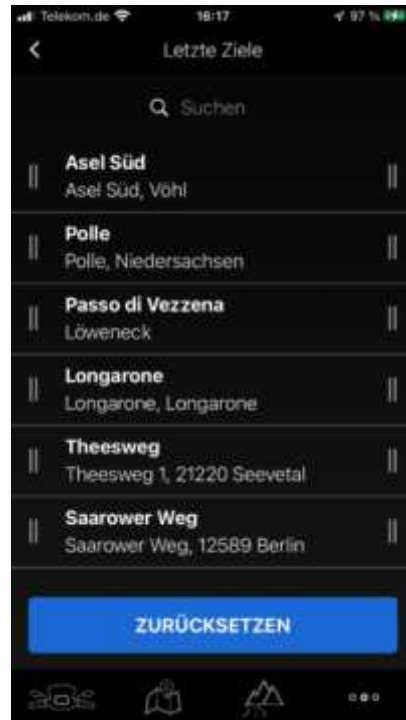 Telekom.de
16:17
97 %
Letzte Ziele
Suchen
Asel Süd
Asel Süd, Vöhl
Polle
Polle, Niedersachsen
Passo di Vezzena
Löweneck
Longarone
Longarone, Longarone
Theesweg
Theesweg 1, 21220 Seevetal
Saarower Weg
Saarower Weg, 12589 Berlin
ZURÜCKSETZEN